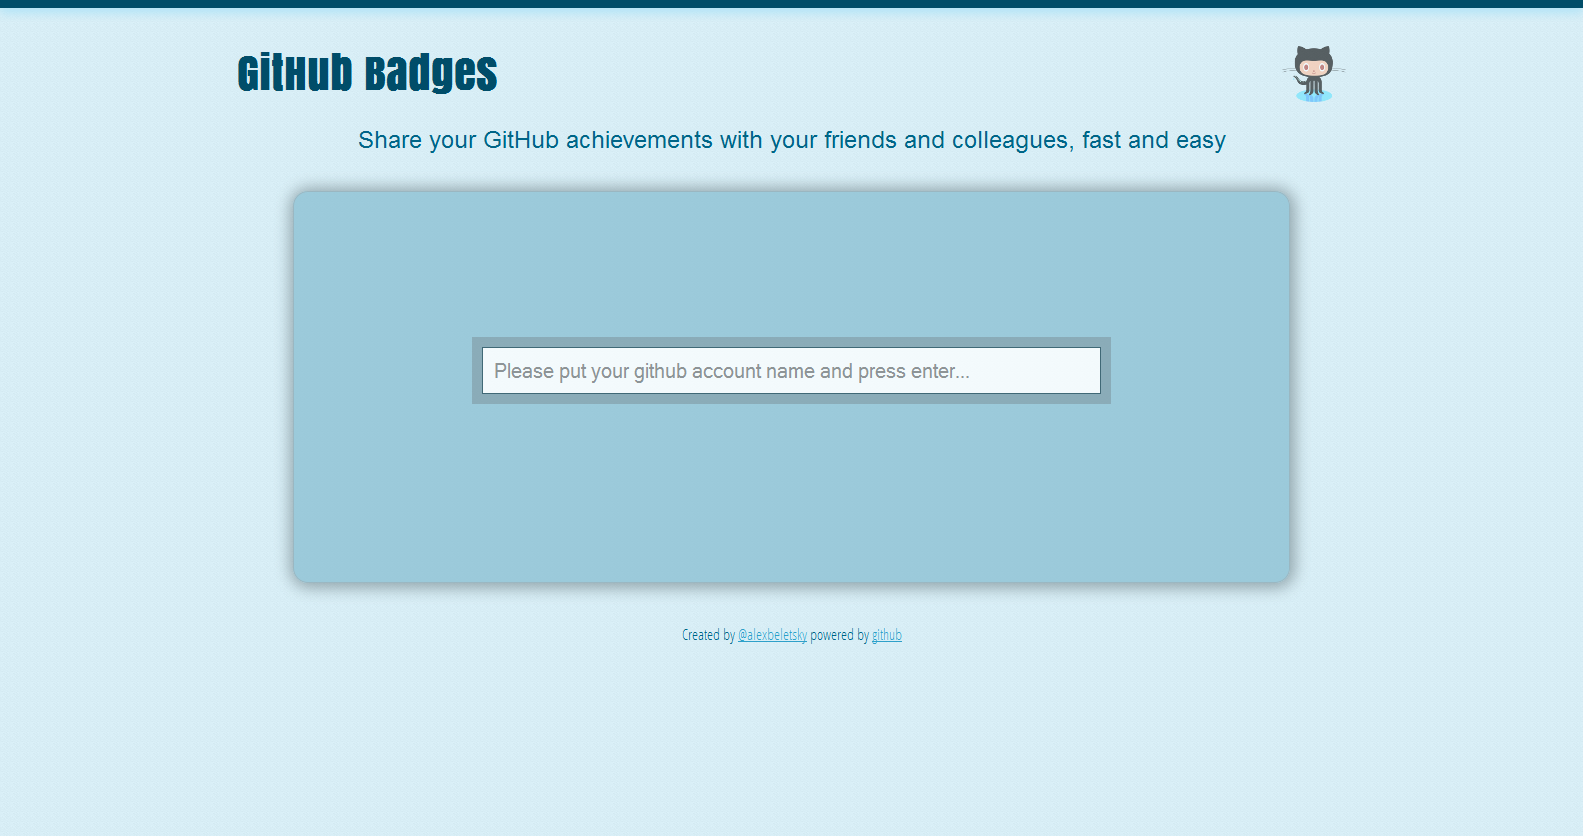 GitHub Badges
Share your GitHub achievements with your friends and colleagues, fast and easy
Please put your github account name and press enter...
Created by @alexbeletsky powered by github